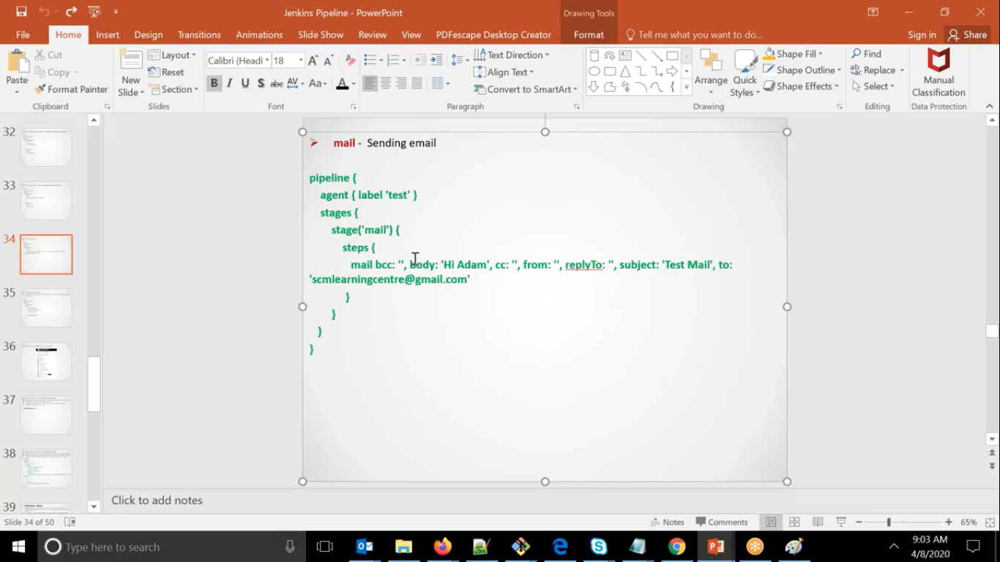 Jenkins Pipeline - PowerPoint
Drawing Tools
File Home Insert Design Transitions Animations Slide Show Review View PDFescape Desktop Creator Format Tell me what you want to do... Sign in Share
Paste
Cut
Copy
Format Painter
Clipboard
New Slide
Layout
Reset
Section
Slides
Calibri (Headi 18
B I U S abc AV Aa A
Font
Text Direction
Align Text
Convert to SmartArt
Paragraph
Arrange
Quick Styles
Shape Fill
Shape Outline
Shape Effects
Drawing
Find
Replace
Select
Editing
Manual Classification
Data Protection
32
33
34
35
36
37
38
39
mail - Sending email
pipeline {
agent { label 'test' }
stages {
stage('mail') {
steps {
mail bcc: '', body: 'Hi Adam', cc: '', from: '', replyTo: '', subject: 'Test Mail', to:
'scmlearningcentre@gmail.com'
}
}
}
}
Click to add notes
Slide 34 of 50
Notes
Comments
65%
Type here to search
9:03 AM
4/8/2020